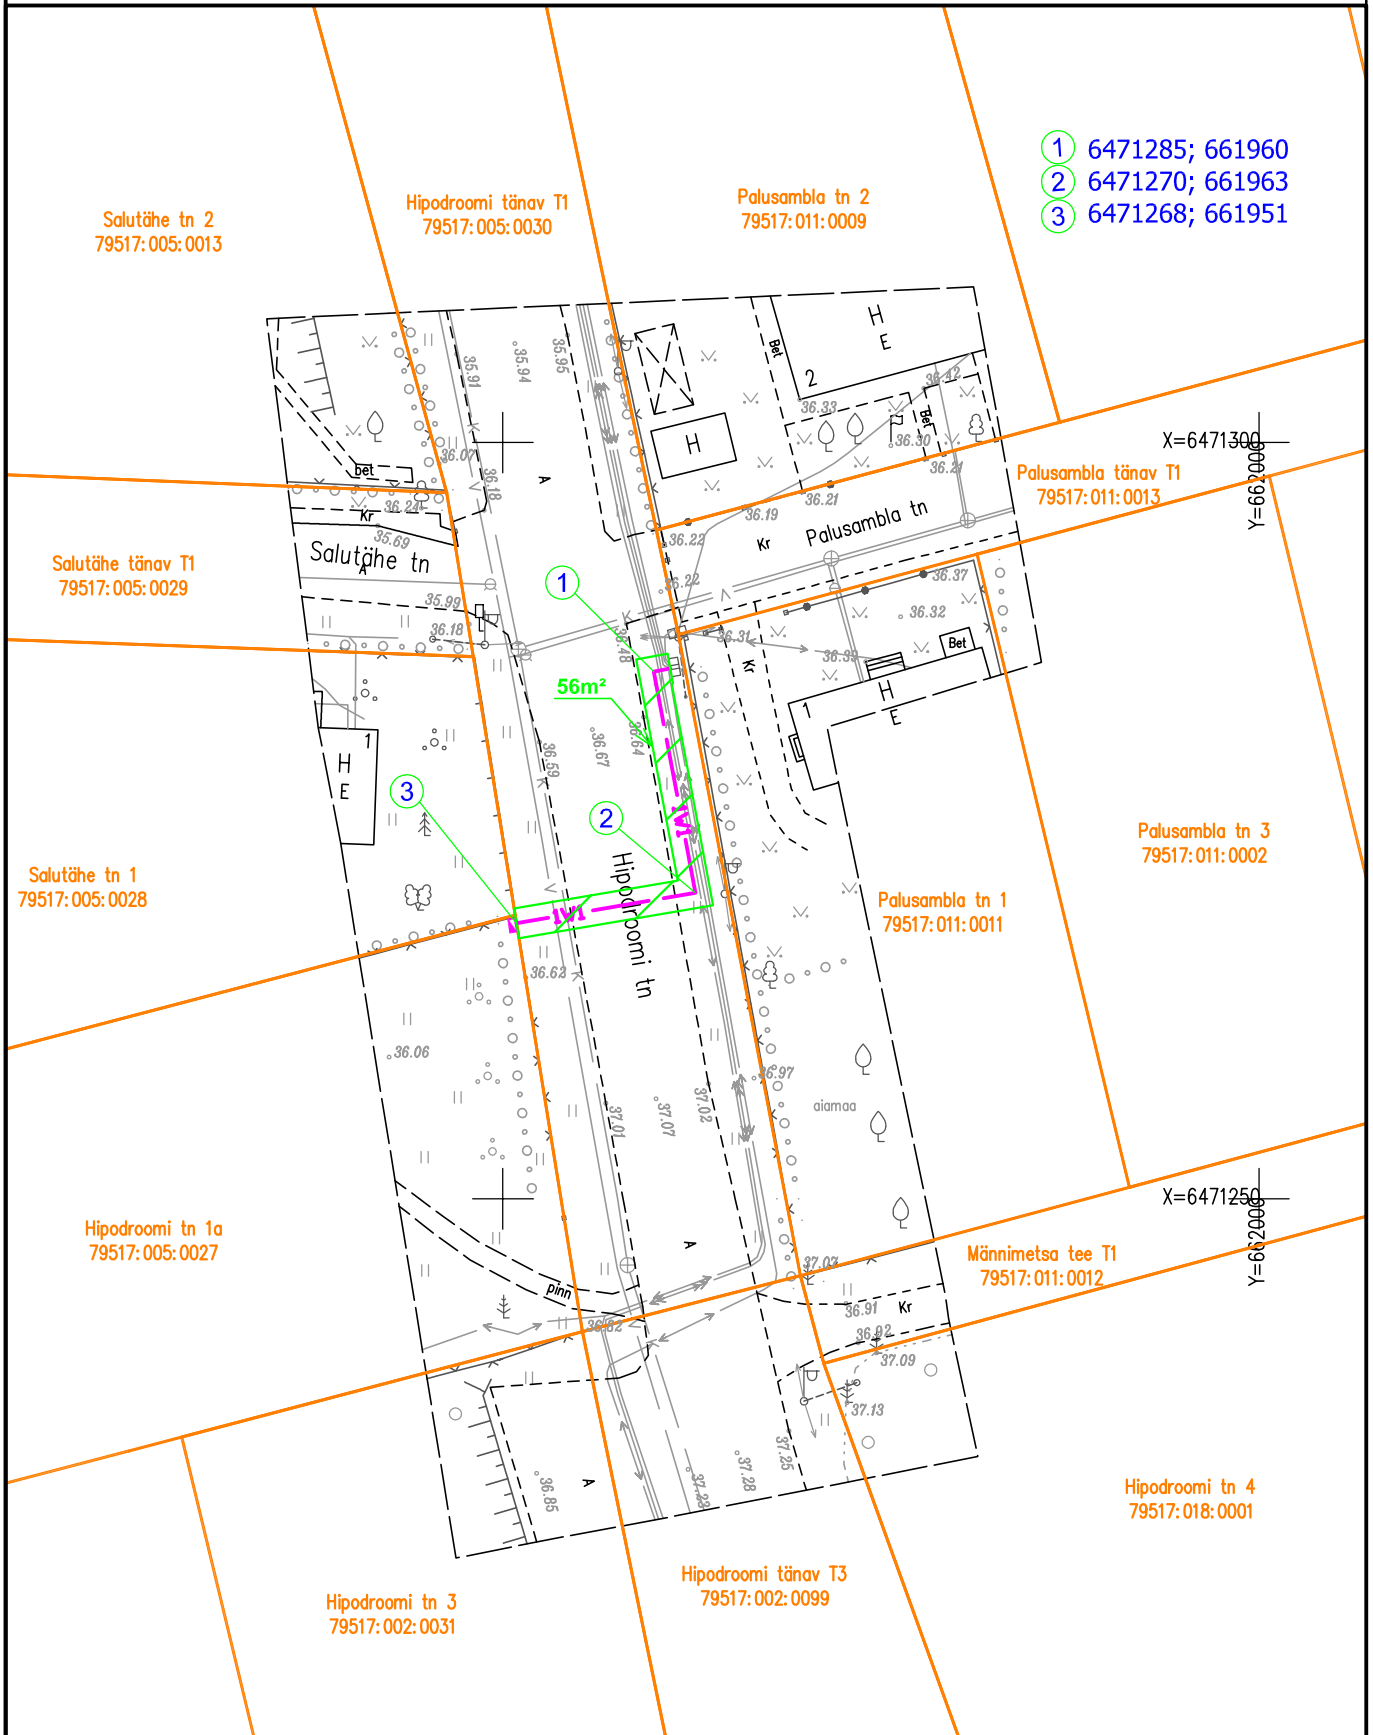 1 6471285; 661960
2 6471270; 661963
3 6471268; 661951
Salutähe tn 2
79517:005:0013
Hipodroomi tänav T1
79517:005:0030
Palusambla tn 2
79517:011:0009
H
E
2
Bet
35.91
35.94
35.95
36.33
36.42
Bet
36.30
36.21
H
A
36.07
36.18
bet
36.24
Kr
35.69
36.21
36.19
36.22
Kr
Palusambla tn
X=6471300
Y=662000
Palusambla tänav T1
79517:011:0013
Salutähe tn
A
Salutähe tänav T1
79517:005:0029
35.99
36.18
1
36.22
36.48
36.31
36.39
36.37
36.32
Bet
Kr
H
E
1
56m²
36.64
36.67
36.59
1
H
E
3
2
Hipodroomi tn
Palusambla tn 3
79517:011:0002
Salutähe tn 1
79517:005:0028
Palusambla tn 1
79517:011:0011
36.62
36.06
36.97
37.02
37.07
37.01
aiamaa
X=6471250
Y=662000
Hipodroomi tn 1a
79517:005:0027
A
pinn
Männimetsa tee T1
79517:011:0012
37.07
36.91
Kr
36.92
37.09
36.82
37.13
37.25
37.28
37.23
36.85
A
Hipodroomi tn 4
79517:018:0001
Hipodroomi tänav T3
79517:002:0099
Hipodroomi tn 3
79517:002:0031